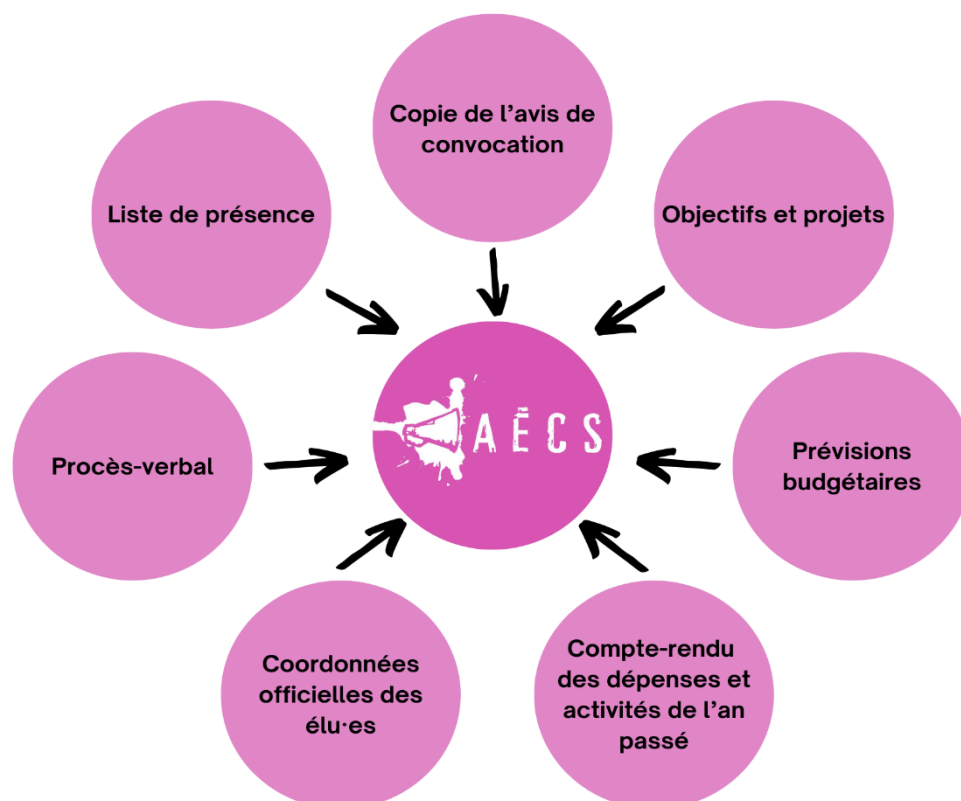 Copie de l'avis de
convocation
Liste de présence
Objectifs et projets
AÉCS
Procès-verbal
Prévisions
budgétaires
Coordonnées
officielles des
élu·es
Compte-rendu
des dépenses et
activités de l'an
passé